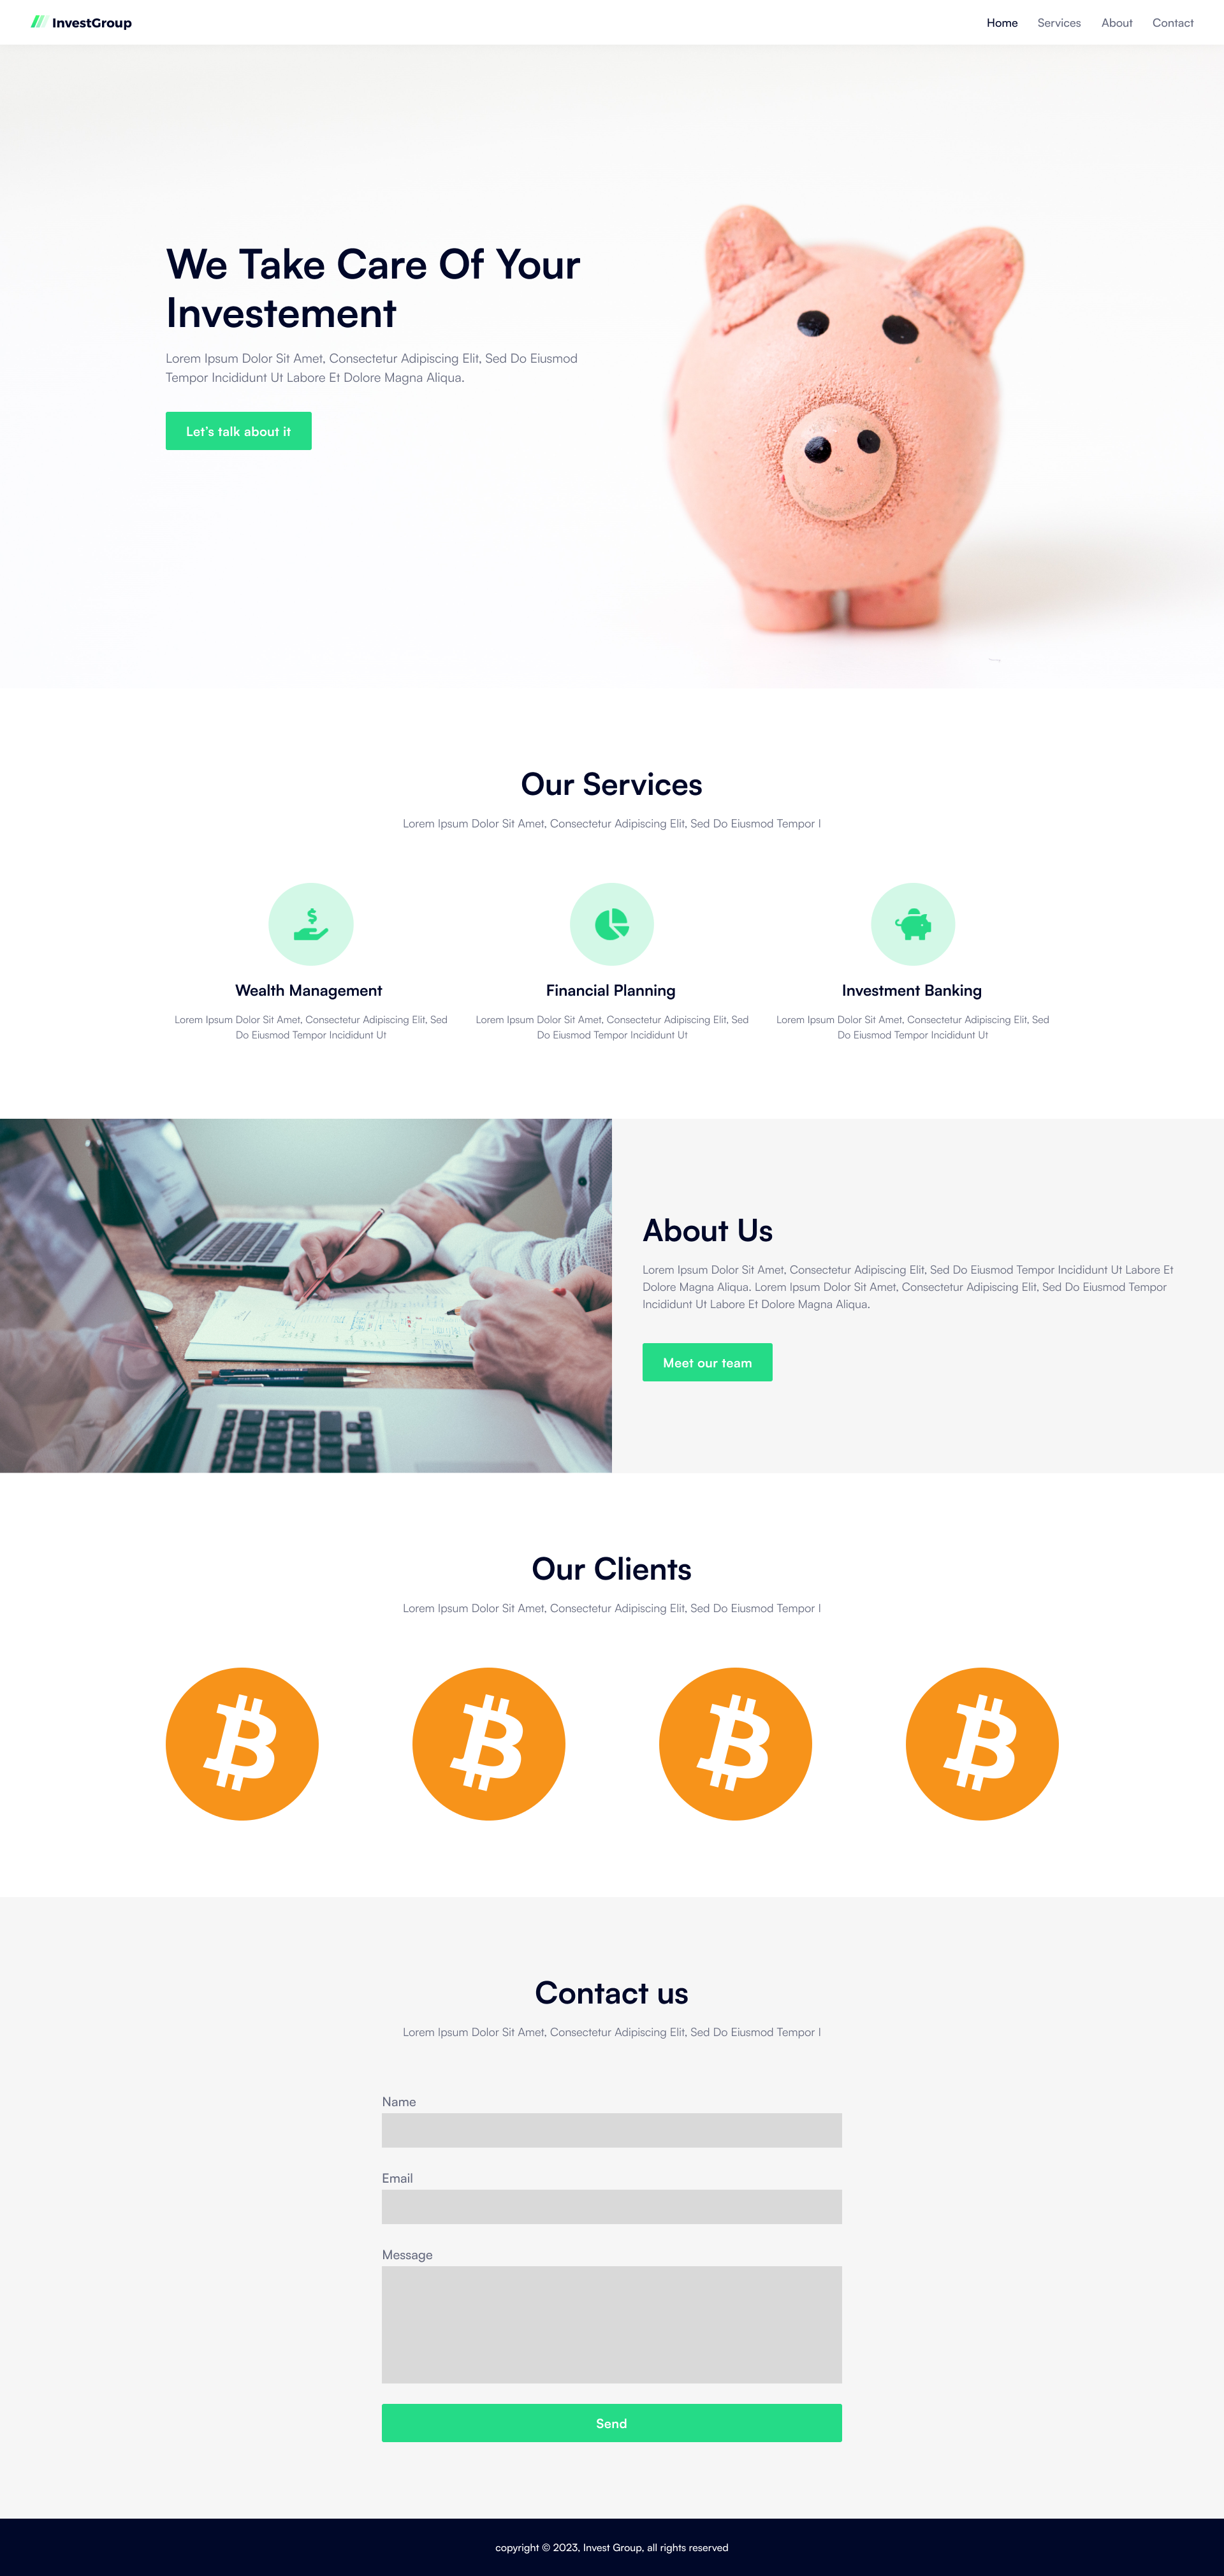 InvestGroup
Home Services About Contact
We Take Care Of Your
Investement
Lorem Ipsum Dolor Sit Amet, Consectetur Adipiscing Elit, Sed Do Eiusmod
Tempor Incididunt Ut Labore Et Dolore Magna Aliqua.
Let's talk about it
Our Services
Lorem Ipsum Dolor Sit Amet, Consectetur Adipiscing Elit, Sed Do Eiusmod Tempor I
Wealth Management
Lorem Ipsum Dolor Sit Amet, Consectetur Adipiscing Elit, Sed
Do Eiusmod Tempor Incididunt Ut
Financial Planning
Lorem Ipsum Dolor Sit Amet, Consectetur Adipiscing Elit, Sed
Do Eiusmod Tempor Incididunt Ut
Investment Banking
Lorem Ipsum Dolor Sit Amet, Consectetur Adipiscing Elit, Sed
Do Eiusmod Tempor Incididunt Ut
About Us
Lorem Ipsum Dolor Sit Amet, Consectetur Adipiscing Elit, Sed Do Eiusmod Tempor Incididunt Ut Labore Et
Dolore Magna Aliqua. Lorem Ipsum Dolor Sit Amet, Consectetur Adipiscing Elit, Sed Do Eiusmod Tempor
Incididunt Ut Labore Et Dolore Magna Aliqua.
Meet our team
Our Clients
Lorem Ipsum Dolor Sit Amet, Consectetur Adipiscing Elit, Sed Do Eiusmod Tempor I
Contact us
Lorem Ipsum Dolor Sit Amet, Consectetur Adipiscing Elit, Sed Do Eiusmod Tempor I
Name
Email
Message
Send
copyright © 2023, Invest Group, all rights reserved